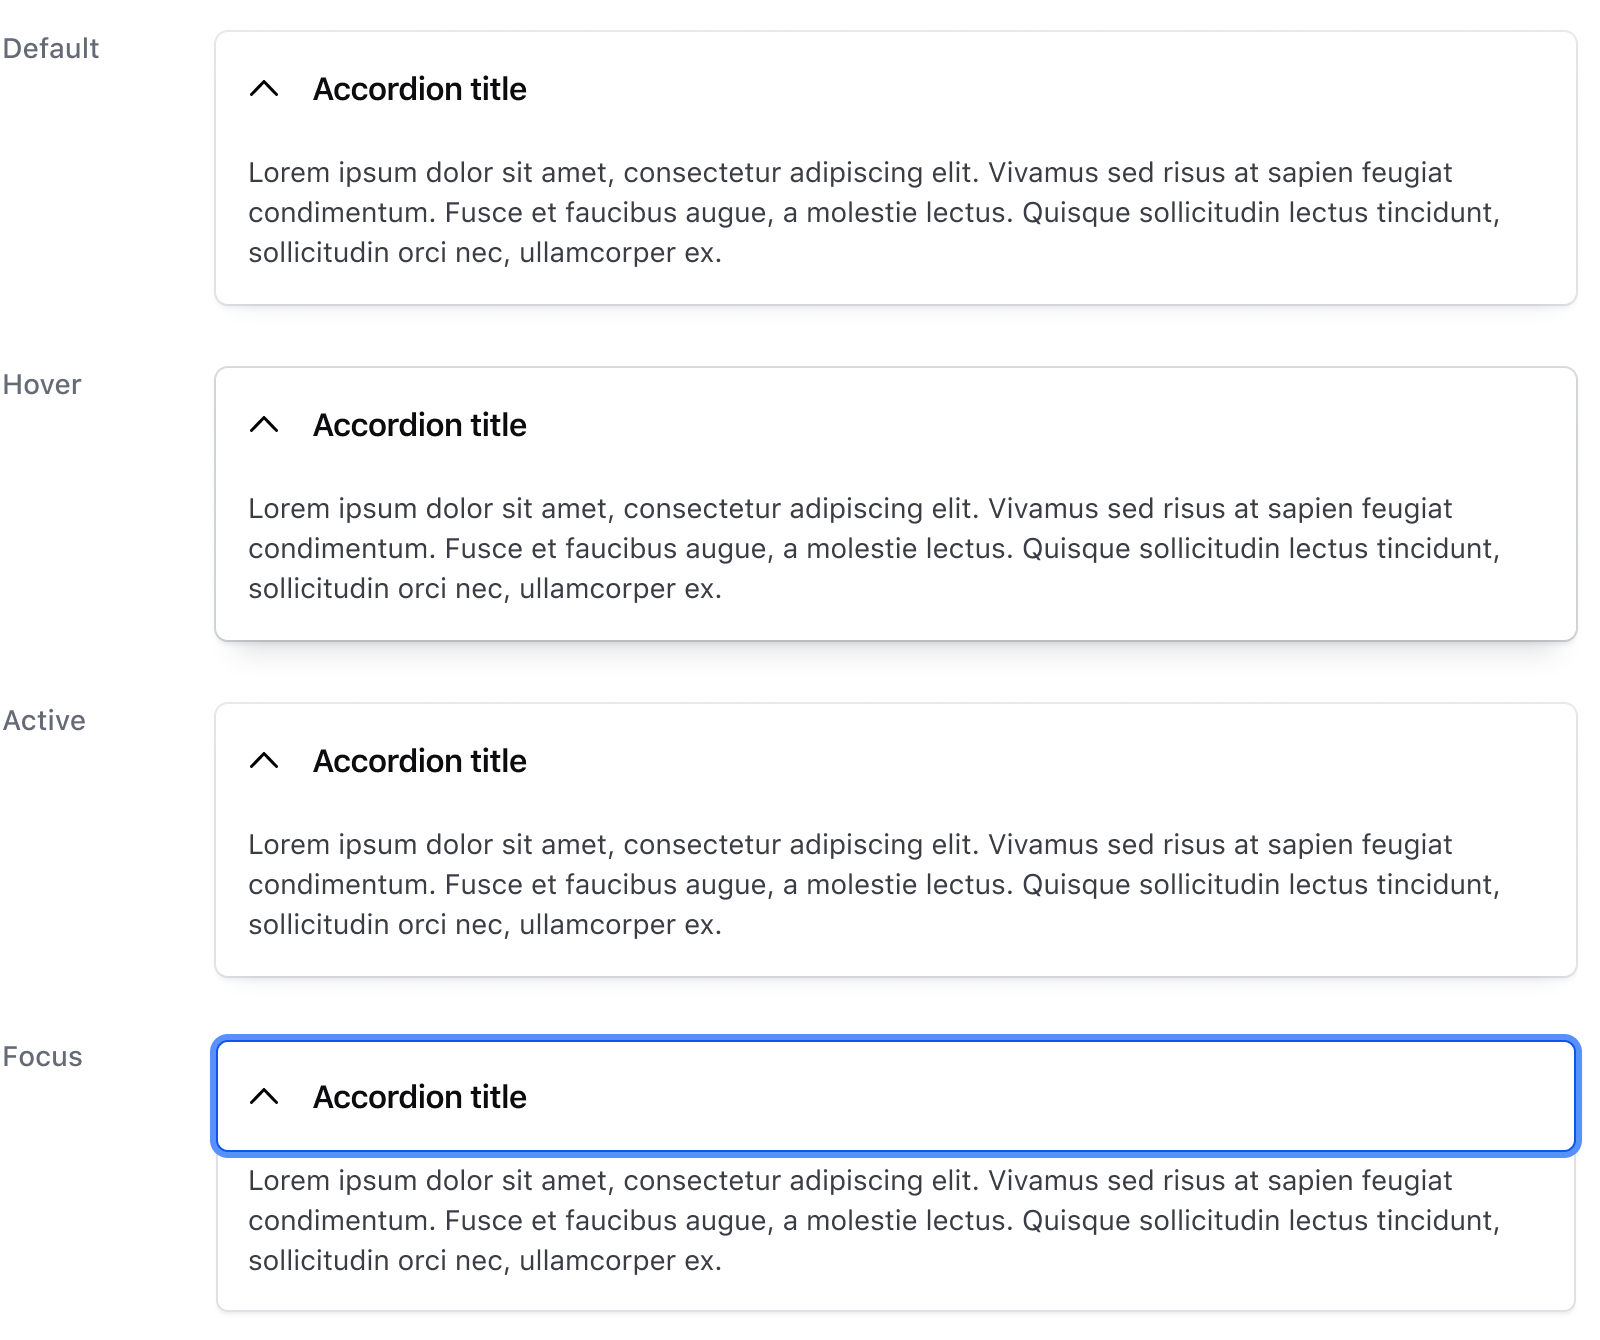 Default
Accordion title
Lorem ipsum dolor sit amet, consectetur adipiscing elit. Vivamus sed risus at sapien feugiat
condimentum. Fusce et faucibus augue, a molestie lectus. Quisque sollicitudin lectus tincidunt,
sollicitudin orci nec, ullamcorper ex.
Hover
Accordion title
Lorem ipsum dolor sit amet, consectetur adipiscing elit. Vivamus sed risus at sapien feugiat
condimentum. Fusce et faucibus augue, a molestie lectus. Quisque sollicitudin lectus tincidunt,
sollicitudin orci nec, ullamcorper ex.
Active
Accordion title
Lorem ipsum dolor sit amet, consectetur adipiscing elit. Vivamus sed risus at sapien feugiat
condimentum. Fusce et faucibus augue, a molestie lectus. Quisque sollicitudin lectus tincidunt,
sollicitudin orci nec, ullamcorper ex.
Focus
Accordion title
Lorem ipsum dolor sit amet, consectetur adipiscing elit. Vivamus sed risus at sapien feugiat
condimentum. Fusce et faucibus augue, a molestie lectus. Quisque sollicitudin lectus tincidunt,
sollicitudin orci nec, ullamcorper ex.